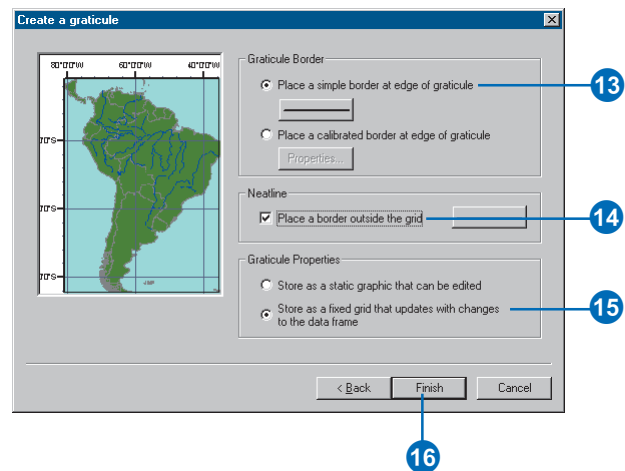 Create a graticule
80°0'0"W 60°0'0"W 40°0'0"W
Graticule Border
Place a simple border at edge of graticule
13
Place a calibrated border at edge of graticule
Properties...
Neatline
Place a border outside the grid
14
Graticule Properties
Store as a static graphic that can be edited
Store as a fixed grid that updates with changes
to the data frame
15
< Back Finish Cancel
16